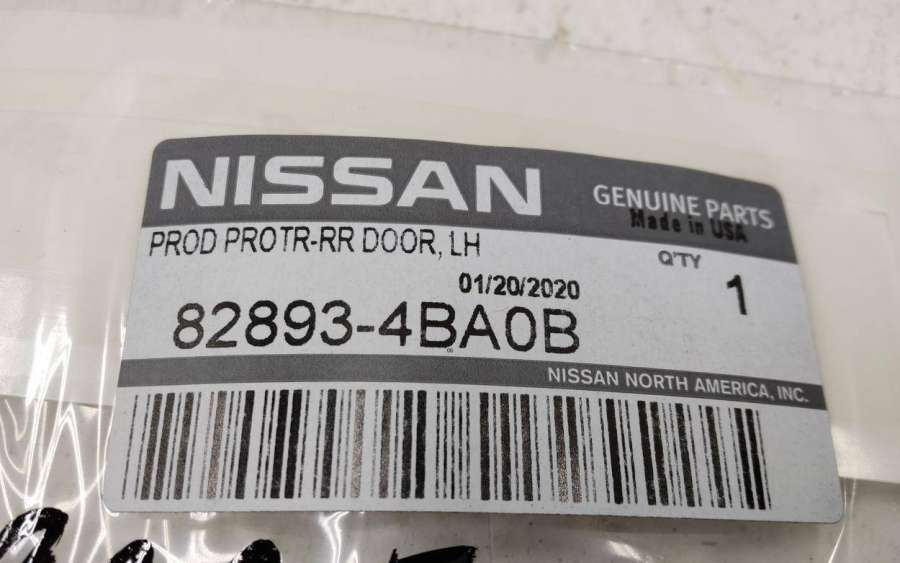 NISSAN
GENUINE PARTS
Made in USA
PROD PROTR-RR DOOR, LH
Q'TY
1
01/20/2020
82893-4BA0B
NISSAN NORTH AMERICA, INC.